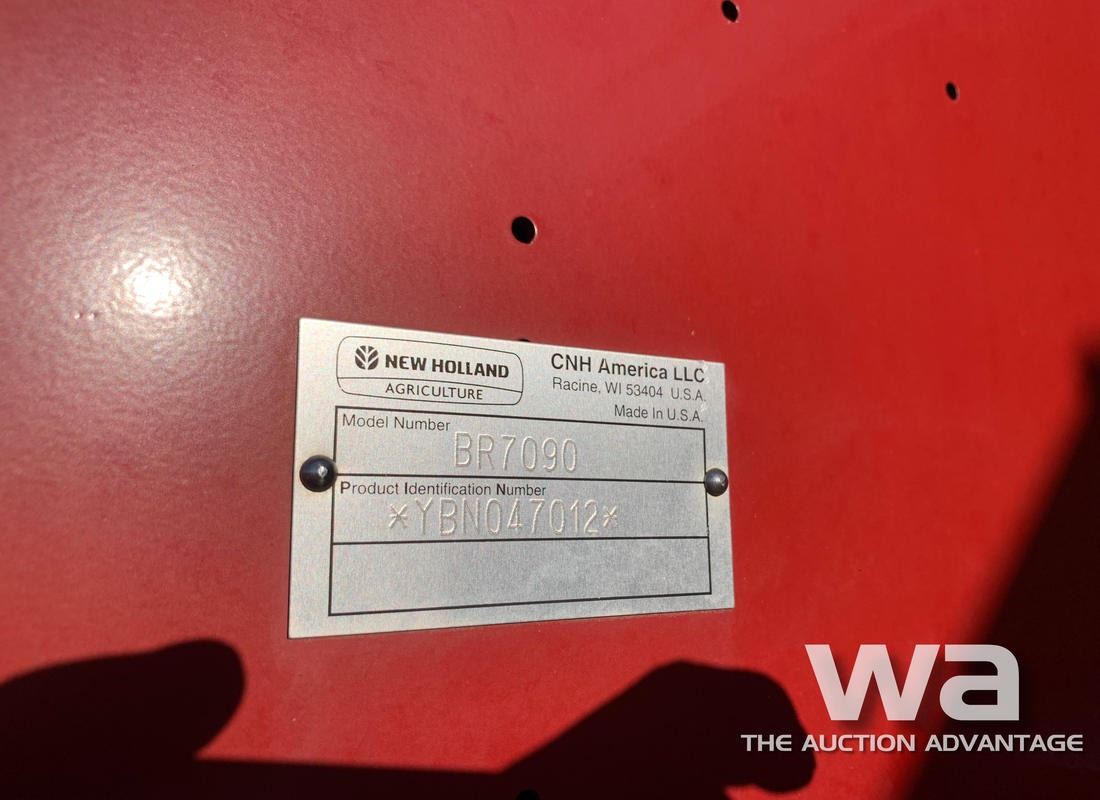 NEW HOLLAND
AGRICULTURE
CNH America LLC
Racine, WI 53404 U.S.A.
Made In U.S.A.
Model Number
BR7090
Product Identification Number
*YBN047012*
wa
THE AUCTION ADVANTAGE